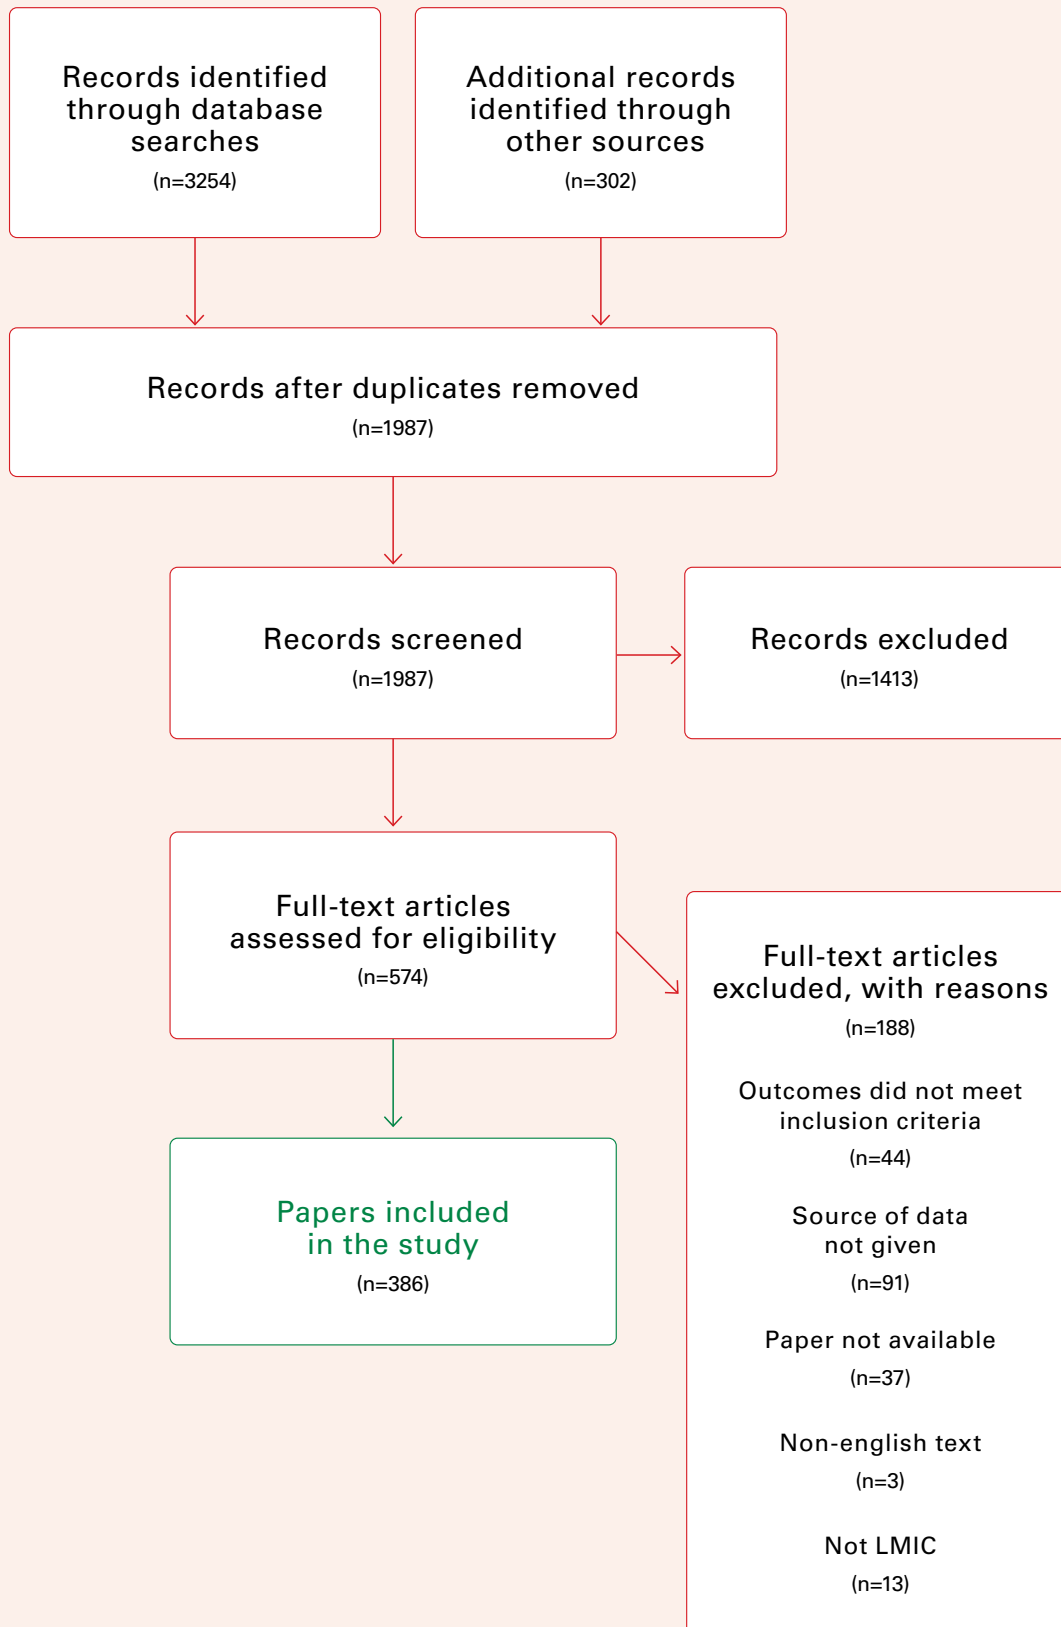 Records identified
through database
searches
(n=3254)
Additional records
identified through
other sources
(n=302)
Records after duplicates removed
(n=1987)
Records screened
(n=1987)
Records excluded
(n=1413)
Full-text articles
assessed for eligibility
(n=574)
Full-text articles
excluded, with reasons
(n=188)
Outcomes did not meet
inclusion criteria
(n=44)
Source of data
not given
(n=91)
Paper not available
(n=37)
Non-english text
(n=3)
Not LMIC
(n=13)
Papers included
in the study
(n=386)